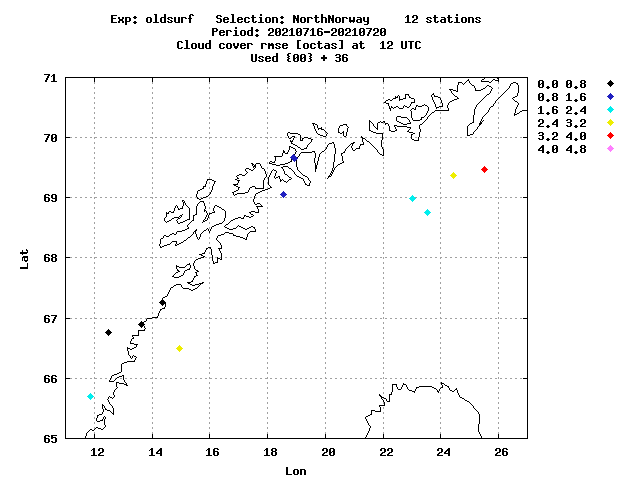 Exp: oldsurf   Selection: NorthNorway     12 stations
Period: 20210716-20210720
Cloud cover rmse [octas] at  12 UTC
Used {00} + 36
71
70
69
68
67
66
65
Lat
12 14 16 18 20 22 24 26
Lon
0.0 0.8
0.8 1.6
1.6 2.4
2.4 3.2
3.2 4.0
4.0 4.8